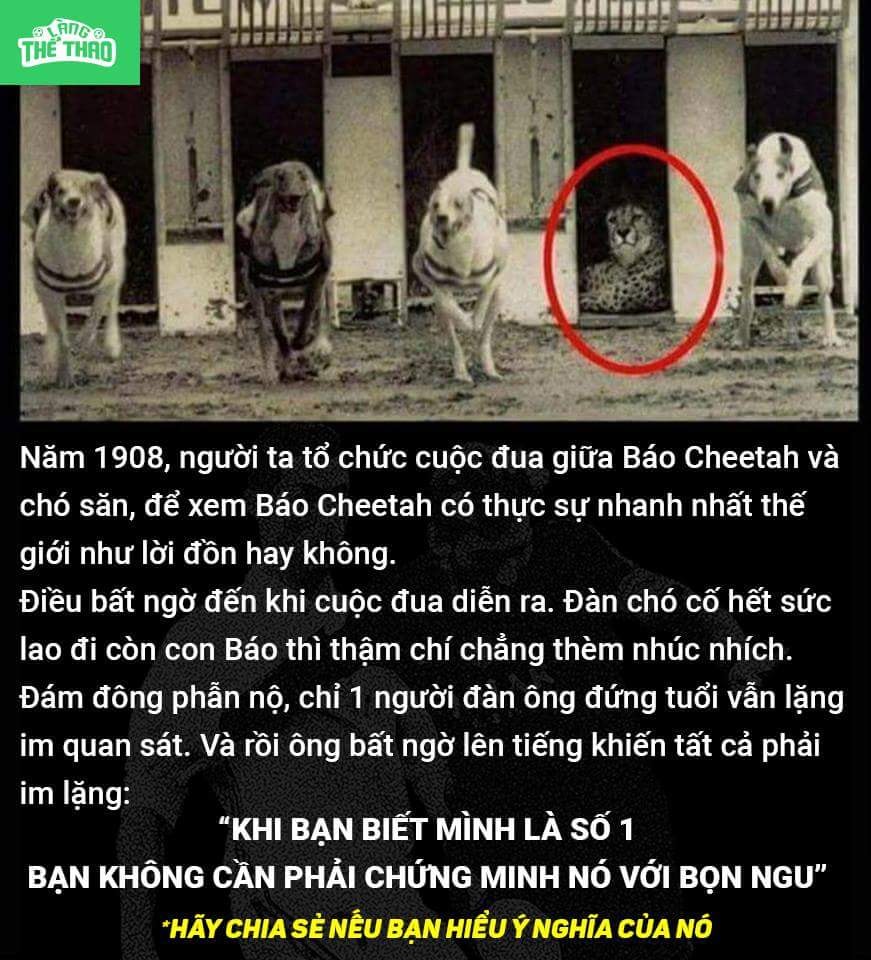 LÀNG
THỂ THAO
Năm 1908, người ta tổ chức cuộc đua giữa Báo Cheetah và
chó săn, để xem Báo Cheetah có thực sự nhanh nhất thế
giới như lời đồn hay không.
Điều bất ngờ đến khi cuộc đua diễn ra. Đàn chó cố hết sức
lao đi còn con Báo thì thậm chí chẳng thèm nhúc nhích.
Đám đông phẫn nộ, chỉ 1 người đàn ông đứng tuổi vẫn lặng
im quan sát. Và rồi ông bất ngờ lên tiếng khiến tất cả phải
im lặng:
“KHI BẠN BIẾT MÌNH LÀ SỐ 1
BẠN KHÔNG CẦN PHẢI CHỨNG MINH NÓ VỚI BỌN NGU”
*HÃY CHIA SẺ NẾU BẠN HIỂU Ý NGHĨA CỦA NÓ